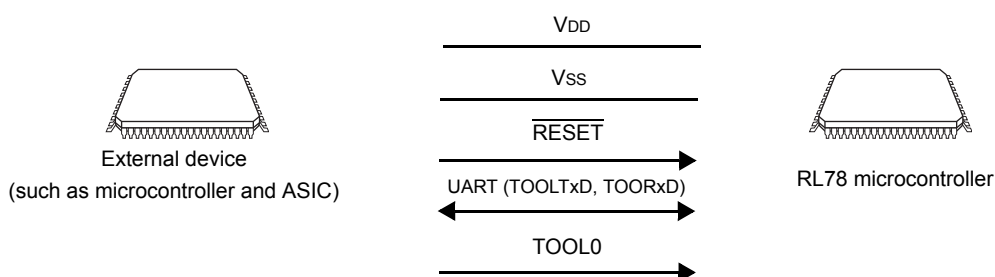 VDD
VSS
RESET
External device
(such as microcontroller and ASIC)
UART (TOOLTxD, TOORxD)
RL78 microcontroller
TOOL0